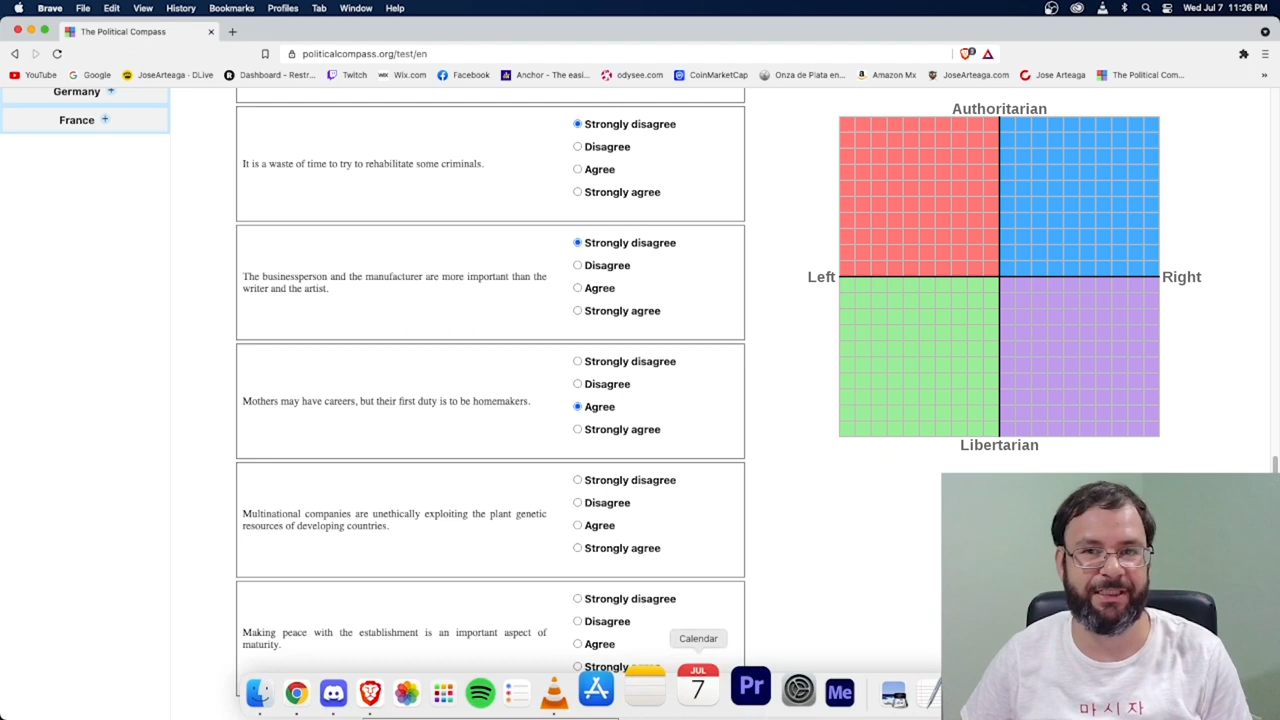 Brave File Edit View History Bookmarks Profiles Tab Window Help Wed Jul 7 11:26 PM
The Political Compass
politicalcompass.org/test/en
YouTube Google JoseArteaga - DLive Dashboard - Restr... Twitch Wix.com Facebook Anchor - The easi... odysee.com CoinMarketCap Onza de Plata en... Amazon Mx JoseArteaga.com Jose Arteaga The Political Com... »
Germany +
France +
It is a waste of time to try to rehabilitate some criminals.
Strongly disagree
Disagree
Agree
Strongly agree
The businessperson and the manufacturer are more important than the
writer and the artist.
Strongly disagree
Disagree
Agree
Strongly agree
Mothers may have careers, but their first duty is to be homemakers.
Strongly disagree
Disagree
Agree
Strongly agree
Multinational companies are unethically exploiting the plant genetic
resources of developing countries.
Strongly disagree
Disagree
Agree
Strongly agree
Making peace with the establishment is an important aspect of
maturity.
Strongly disagree
Disagree
Agree
Strongly agree
Authoritarian
Left
Right
Libertarian
Calendar
JUL
7
Pr
Me
마시자